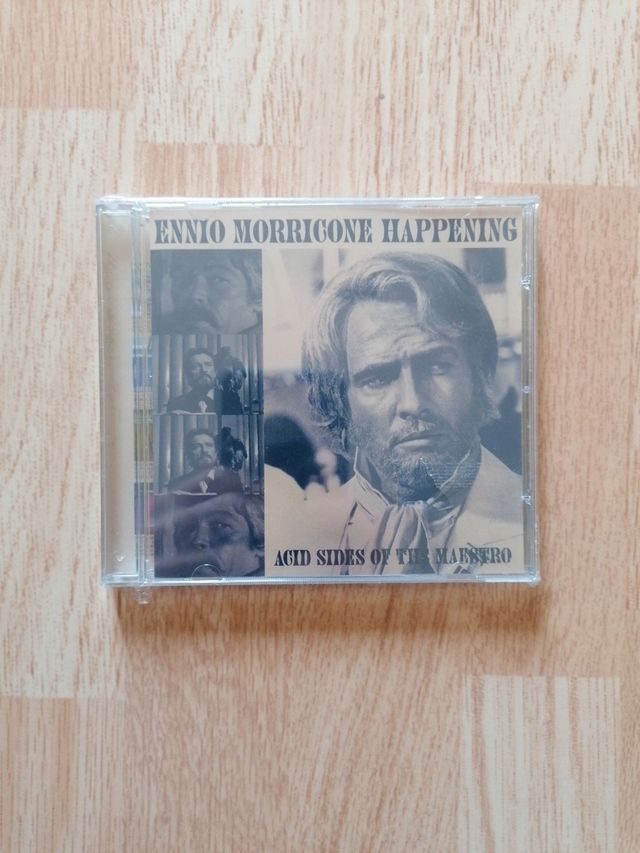 ENNIO MORRICONE HAPPENING
ACID SIDES OF THE MAESTRO